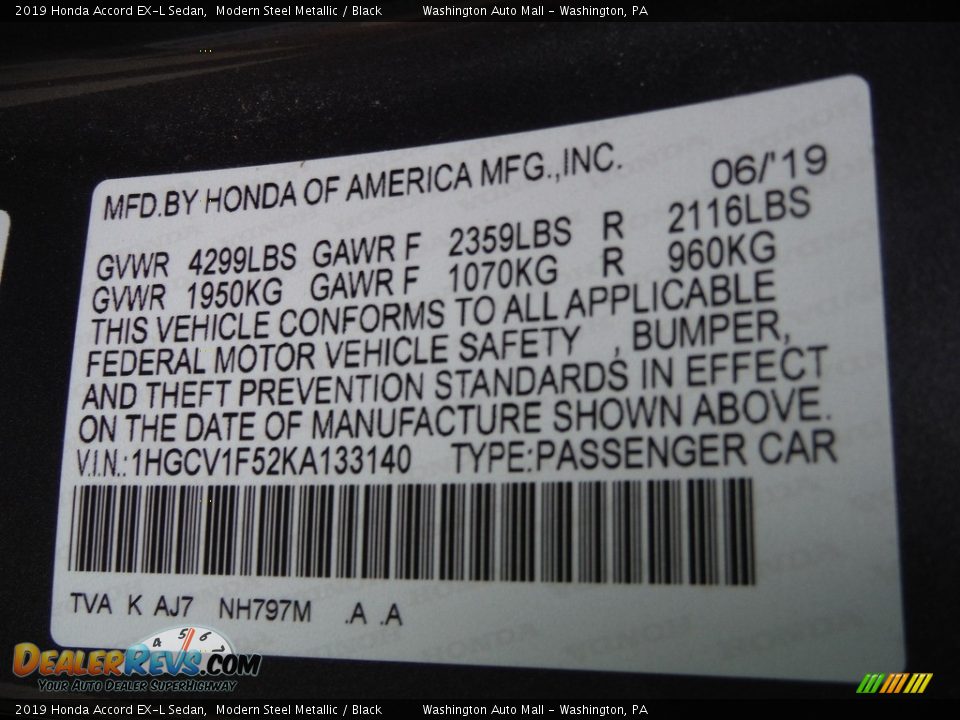 2019 Honda Accord EX-L Sedan, Modern Steel Metallic / Black Washington Auto Mall - Washington, PA
MFD.BY HONDA OF AMERICA MFG.,INC. 06/'19
GVWR 4299LBS GAWR F 2359LBS R 2116LBS
GVWR 1950KG GAWR F 1070KG R 960KG
THIS VEHICLE CONFORMS TO ALL APPLICABLE
FEDERAL MOTOR VEHICLE SAFETY , BUMPER,
AND THEFT PREVENTION STANDARDS IN EFFECT
ON THE DATE OF MANUFACTURE SHOWN ABOVE.
V.I.N.:1HGCV1F52KA133140 TYPE:PASSENGER CAR
TVA K AJ7 NH797M .A .A
4 5 6 7
DEALERREVS.COM
Your Auto Dealer SuperHighway
2019 Honda Accord EX-L Sedan, Modern Steel Metallic / Black Washington Auto Mall - Washington, PA